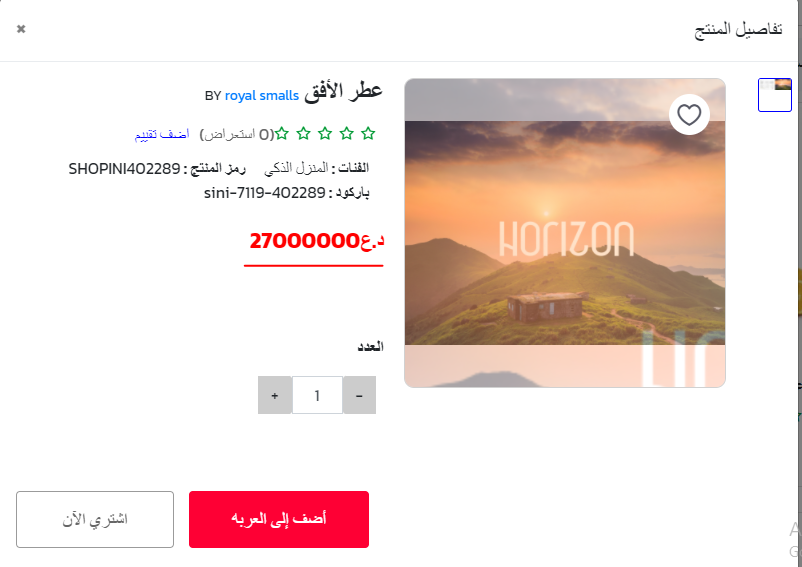 تفاصيل المنتج
×
HORIZON
عطر الأفق BY royal smalls
(0 استعراض) اضف تقييم
الفئات : المنزل الذكي رمز المنتج : SHOPINI402289
باركود : sini-7119-402289
د.ع27000000
العدد
- 1 +
أضف إلى العربه
اشتري الآن